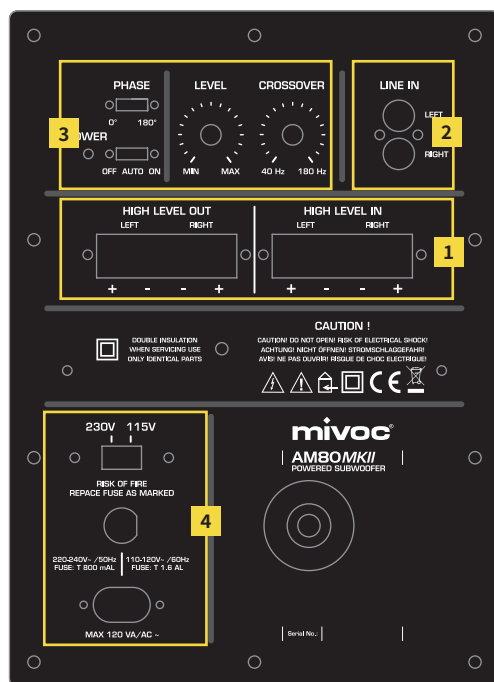 PHASE
0° 180°
3
OWER
OFF AUTO ON
LEVEL
MIN MAX
CROSSOVER
40 Hz 180 Hz
LINE IN
LEFT
2
RIGHT
HIGH LEVEL OUT
LEFT RIGHT
+ - - +
HIGH LEVEL IN
LEFT RIGHT
+ - - +
1
DOUBLE INSULATION
WHEN SERVICING USE
ONLY IDENTICAL PARTS
CAUTION !
CAUTION! DO NOT OPEN! RISK OF ELECTRICAL SHOCK!
ACHTUNG! NICHT ÖFFNEN! STROMSCHLAGGEFAHR!
AVIS! NE PAS OUVRIR! RISQUE DE CHOC ELECTRIQUE!
CE
230V 115V
RISK OF FIRE
REPACE FUSE AS MARKED
4
220-240V~ /50Hz
FUSE: T 800 mAL
110-120V~ /60Hz
FUSE: T 1.6 AL
MAX 120 VA/AC ~
mivoc®
AM80MKII
POWERED SUBWOOFER
Serial No.: